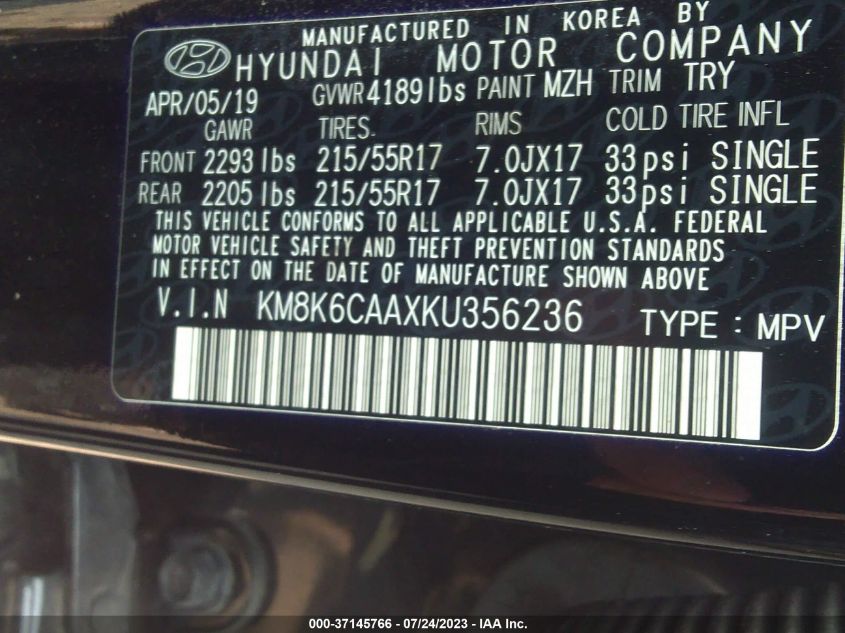 MANUFACTURED IN KOREA BY
HYUNDAI MOTOR COMPANY
APR/05/19 GVWR 4189lbs PAINT MZH TRIM TRY
GAWR TIRES RIMS COLD TIRE INFL
FRONT 2293 lbs 215/55R17 7.0JX17 33psi SINGLE
REAR 2205 lbs 215/55R17 7.0JX17 33psi SINGLE
THIS VEHICLE CONFORMS TO ALL APPLICABLE U.S.A. FEDERAL
MOTOR VEHICLE SAFETY AND THEFT PREVENTION STANDARDS
IN EFFECT ON THE DATE OF MANUFACTURE SHOWN ABOVE
V.I.N KM8K6CAAXKU356236 TYPE : MPV
000-37145766 / 07/24/2023 - IAA Inc.